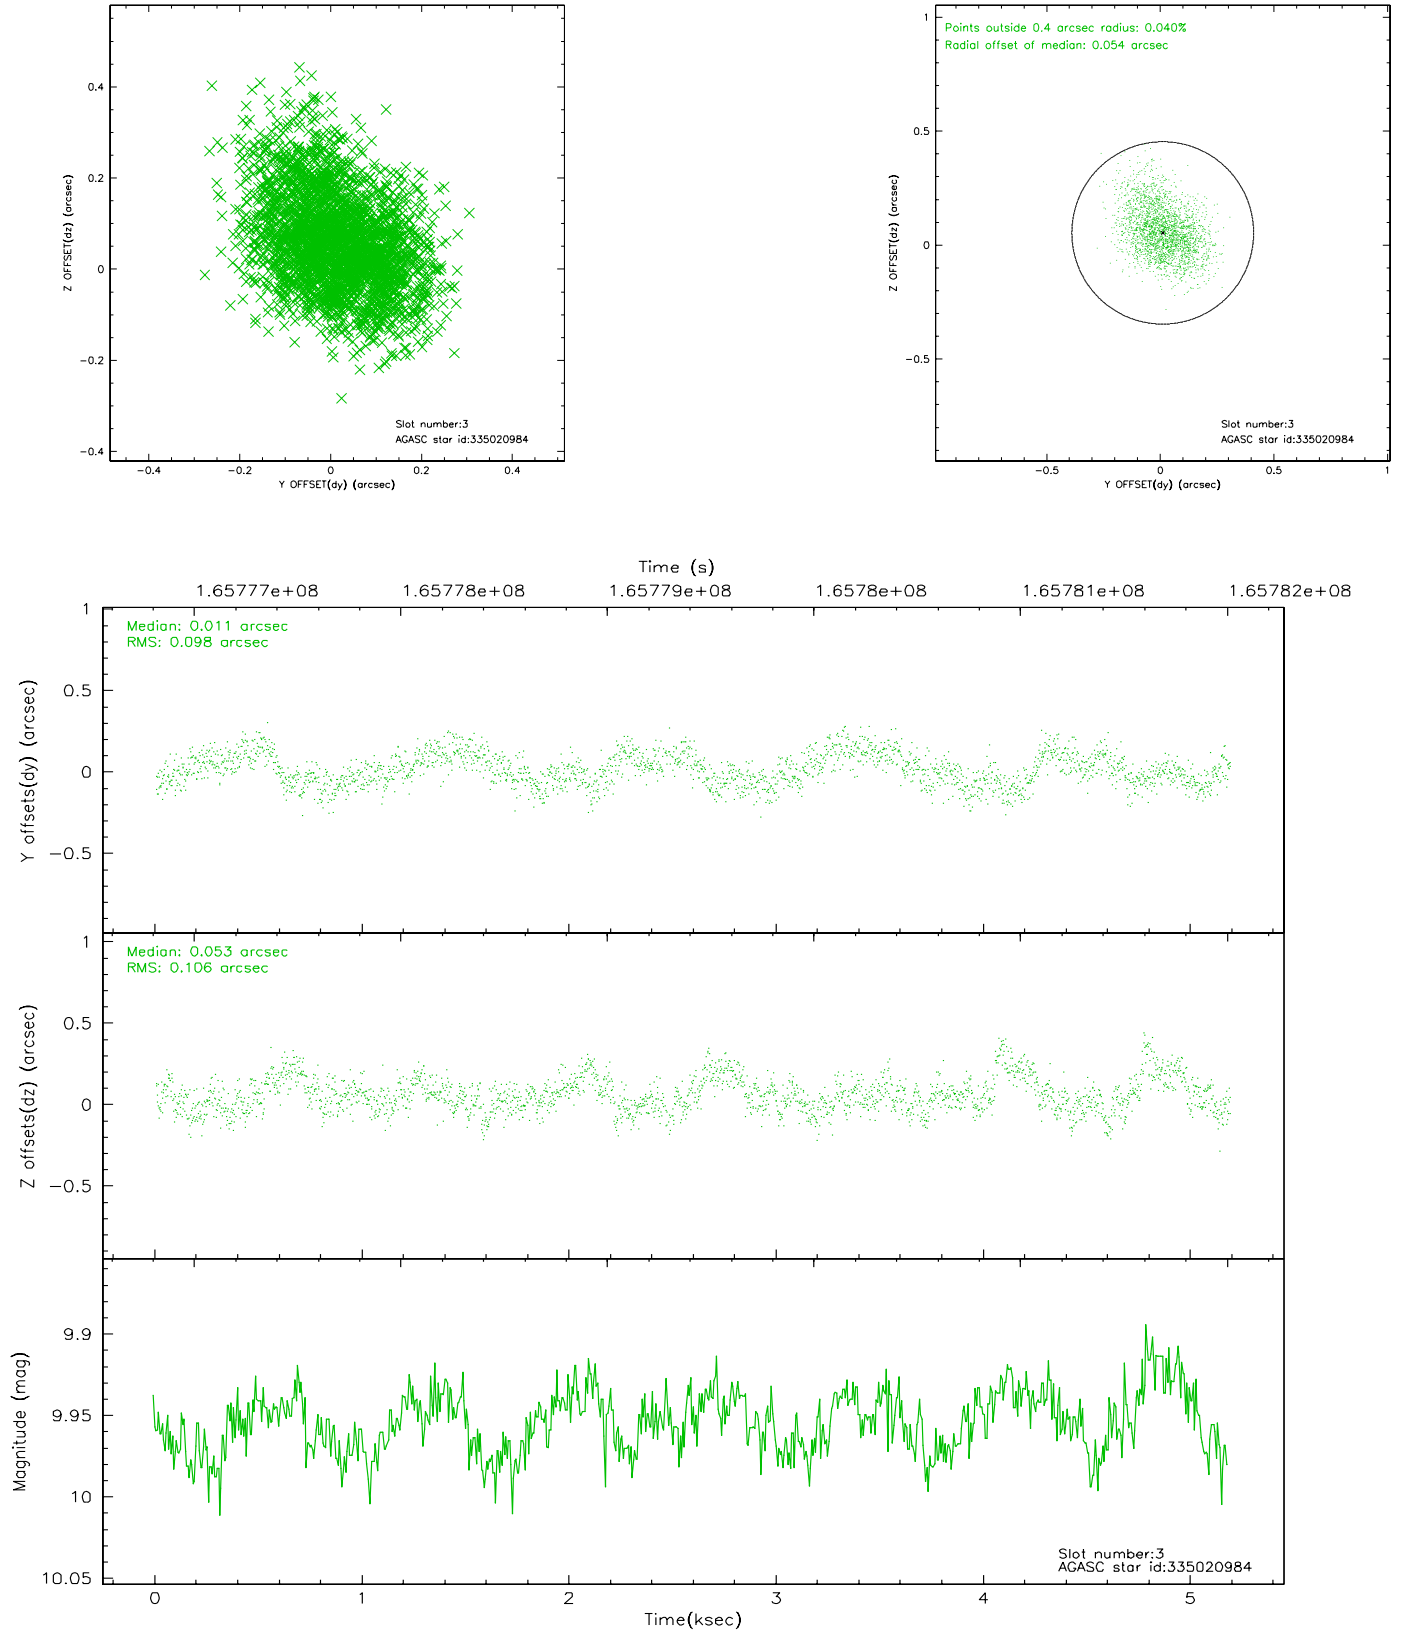 0.4
0.2
0
−0.2
−0.4
Z OFFSET(dz) (arcsec)
Slot number:3
AGASC star id:335020984
−0.4 −0.2 0 0.2 0.4
Y OFFSET(dy) (arcsec)
Points outside 0.4 arcsec radius: 0.040%
Radial offset of median: 0.054 arcsec
1
0.5
0
−0.5
Z OFFSET(dz) (arcsec)
Slot number:3
AGASC star id:335020984
−0.5 0 0.5 1
Y OFFSET(dy) (arcsec)
Time (s)
1.65777e+08 1.65778e+08 1.65779e+08 1.6578e+08 1.65781e+08 1.65782e+08
Median: 0.011 arcsec
RMS: 0.098 arcsec
1
0.5
0
−0.5
Y offsets(dy) (arcsec)
Median: 0.053 arcsec
RMS: 0.106 arcsec
1
0.5
0
−0.5
Z offsets(dz) (arcsec)
9.9
9.95
10
10.05
Magnitude (mag)
Slot number:3
AGASC star id:335020984
0 1 2 3 4 5
Time(ksec)